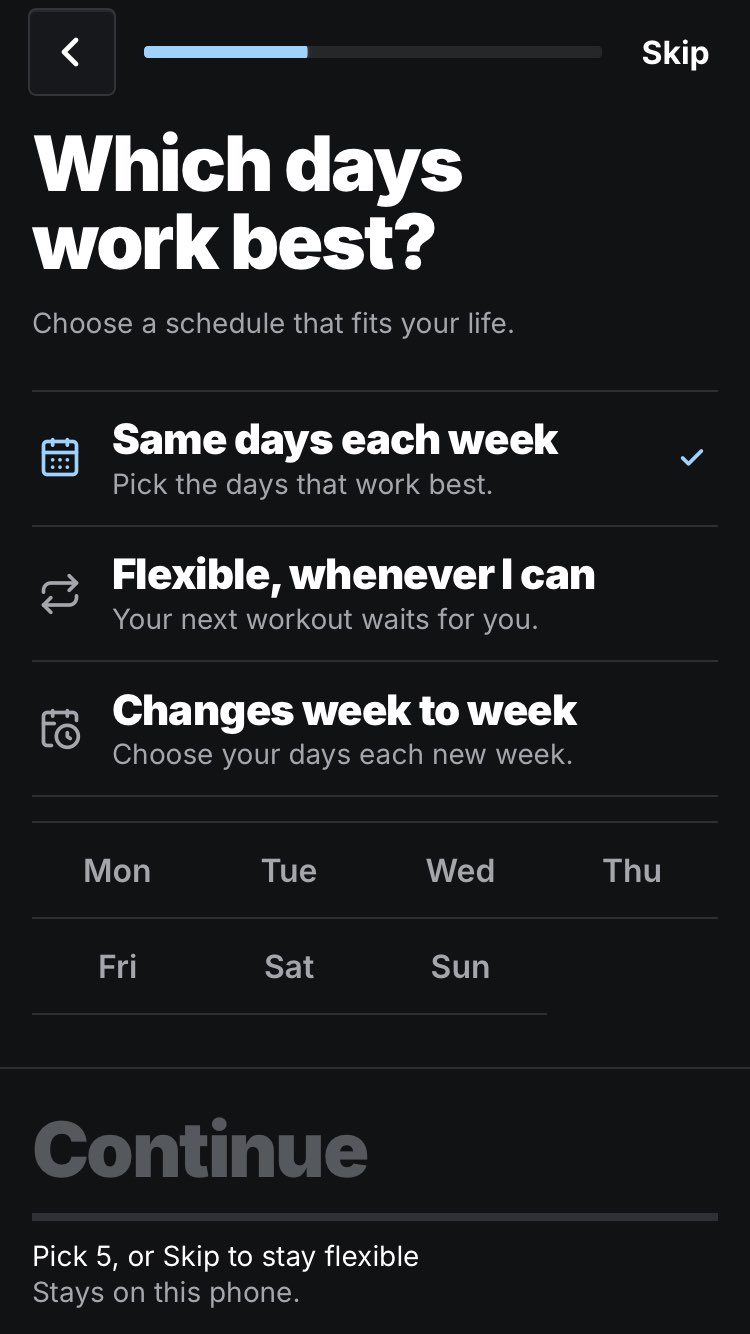 Skip
Which days
work best?
Choose a schedule that fits your life.
Same days each week
Pick the days that work best.
Flexible, whenever I can
Your next workout waits for you.
Changes week to week
Choose your days each new week.
Mon Tue Wed Thu
Fri Sat Sun
Continue
Pick 5, or Skip to stay flexible
Stays on this phone.